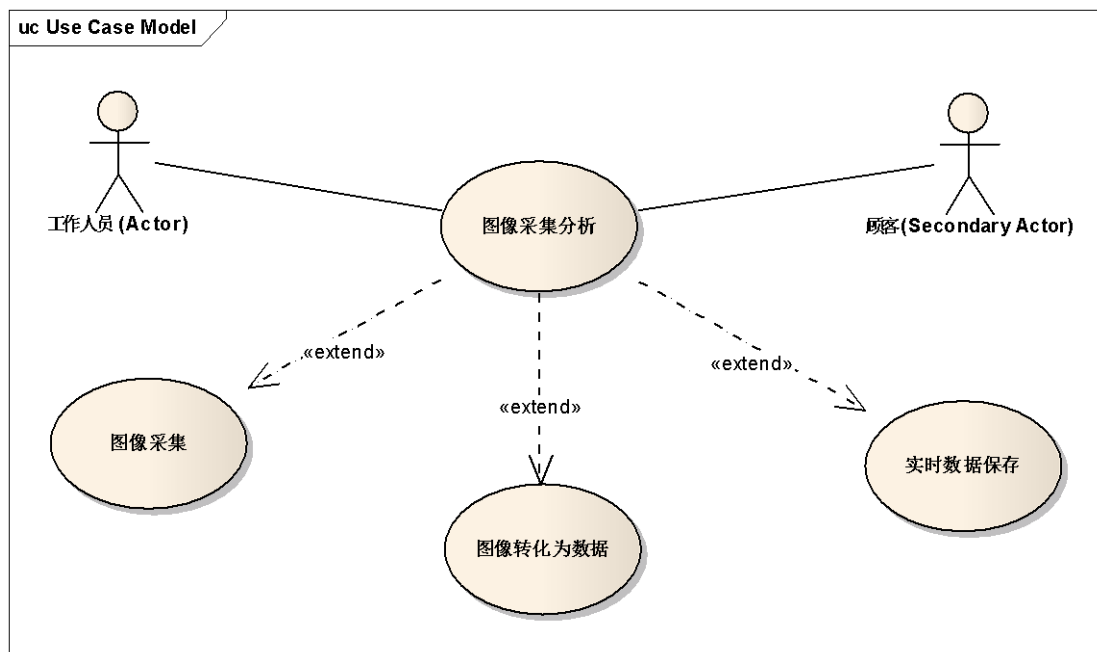 uc Use Case Model
工作人员(Actor)
顾客(Secondary Actor)
图像采集分析
«extend»
«extend»
«extend»
图像采集
实时数据保存
图像转化为数据